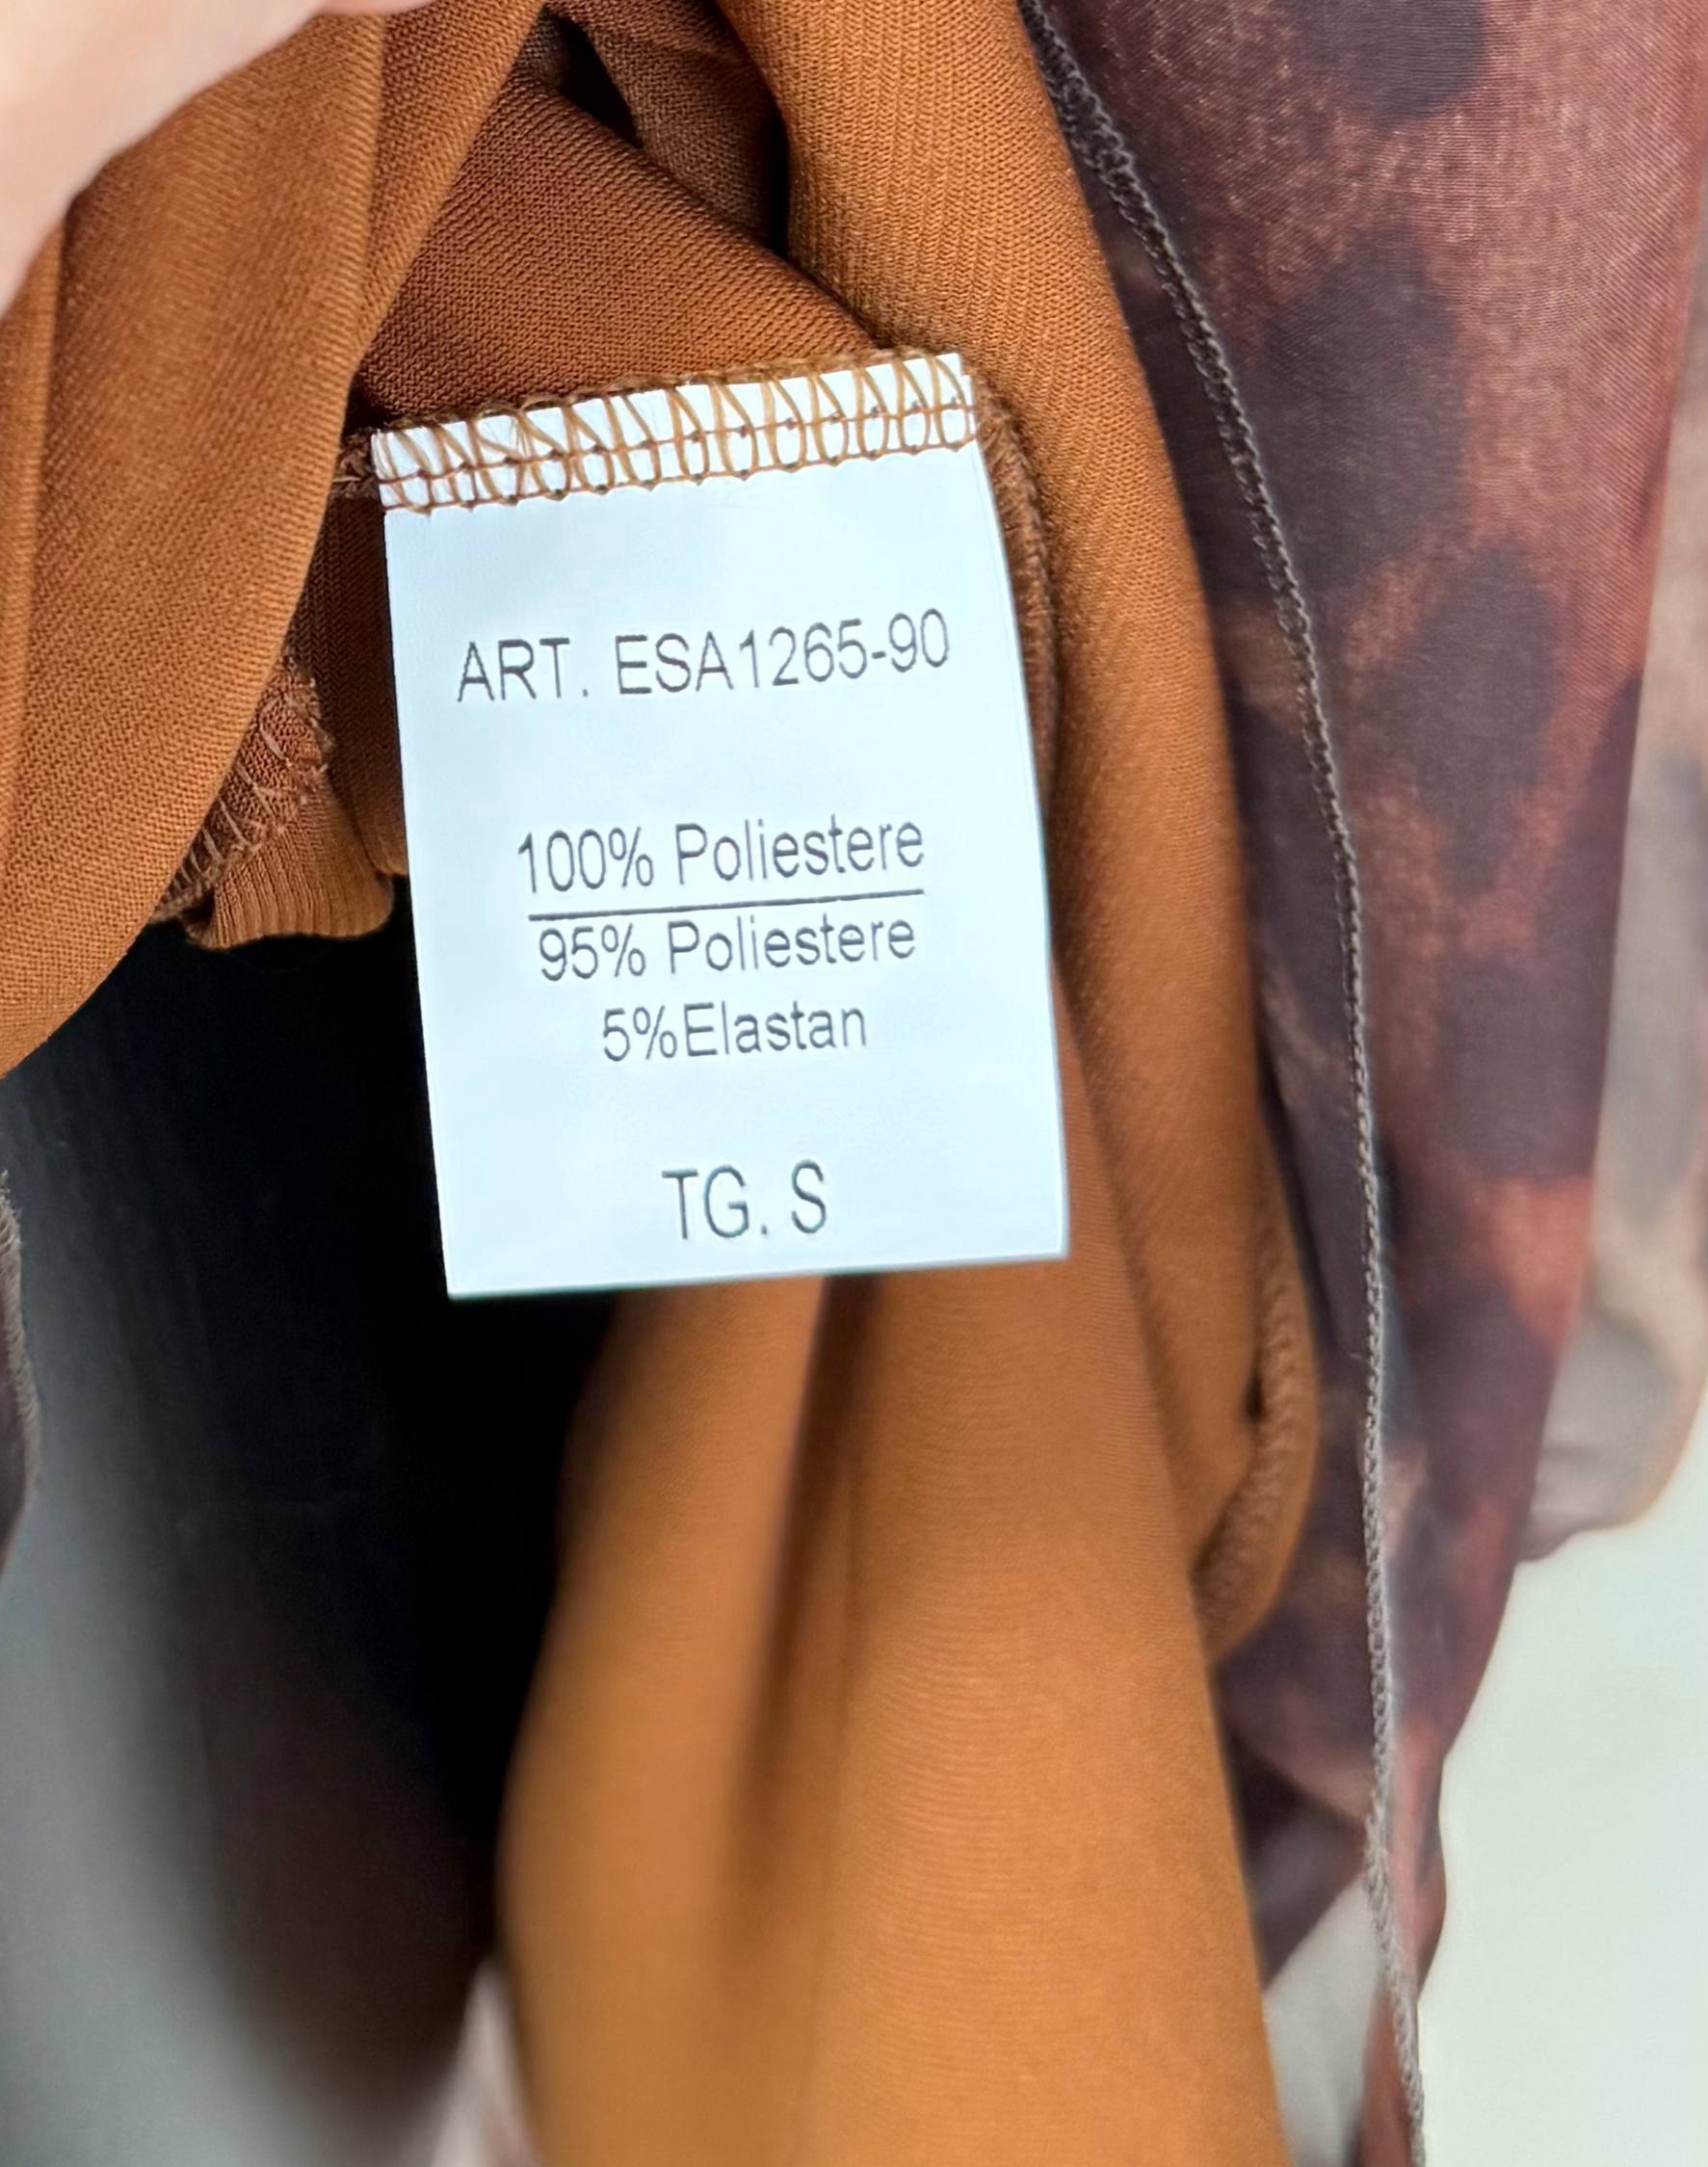 ART. ESA1265-90
100% Poliestere
95% Poliestere
5%Elastan
TG. S